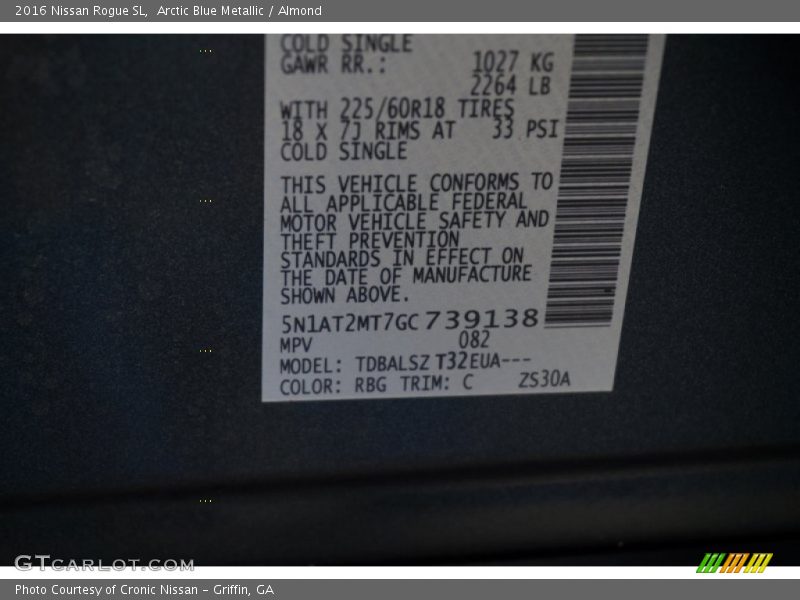 2016 Nissan Rogue SL,  Arctic Blue Metallic / Almond
COLD SINGLE
GAWR RR.: 1027 KG
2264 LB
WITH 225/60R18 TIRES
18 X 7J RIMS AT 33 PSI
COLD SINGLE
THIS VEHICLE CONFORMS TO
ALL APPLICABLE FEDERAL
MOTOR VEHICLE SAFETY AND
THEFT PREVENTION
STANDARDS IN EFFECT ON
THE DATE OF MANUFACTURE
SHOWN ABOVE.
5N1AT2MT7GC739138
MPV 082
MODEL: TDBALSZ T32EUA---
COLOR: RBG TRIM: C ZS30A
GTCARLOT.COM
Photo Courtesy of Cronic Nissan - Griffin, GA